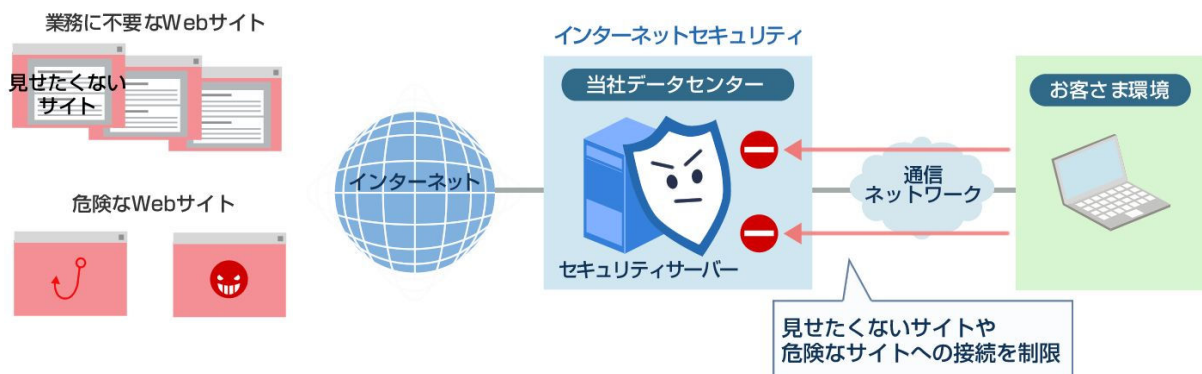 業務に不要なWebサイト
見せたくない
サイト
危険なWebサイト
インターネット
インターネットセキュリティ
当社データセンター
セキュリティサーバー
通信
ネットワーク
お客さま環境
見せたくないサイトや
危険なサイトへの接続を制限